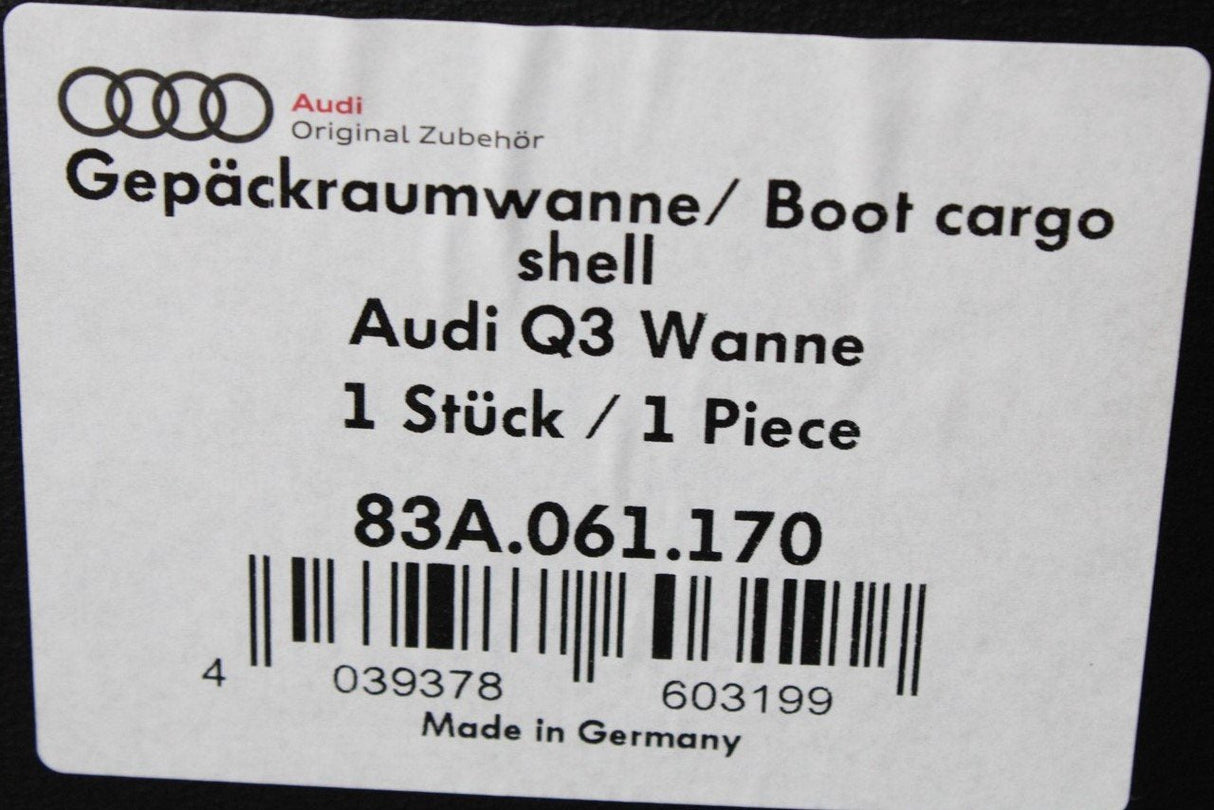 Audi
Original Zubehör
Gepäckraumwanne/ Boot cargo
shell
Audi Q3 Wanne
1 Stück / 1 Piece
83A.061.170
4 039378 603199
Made in Germany